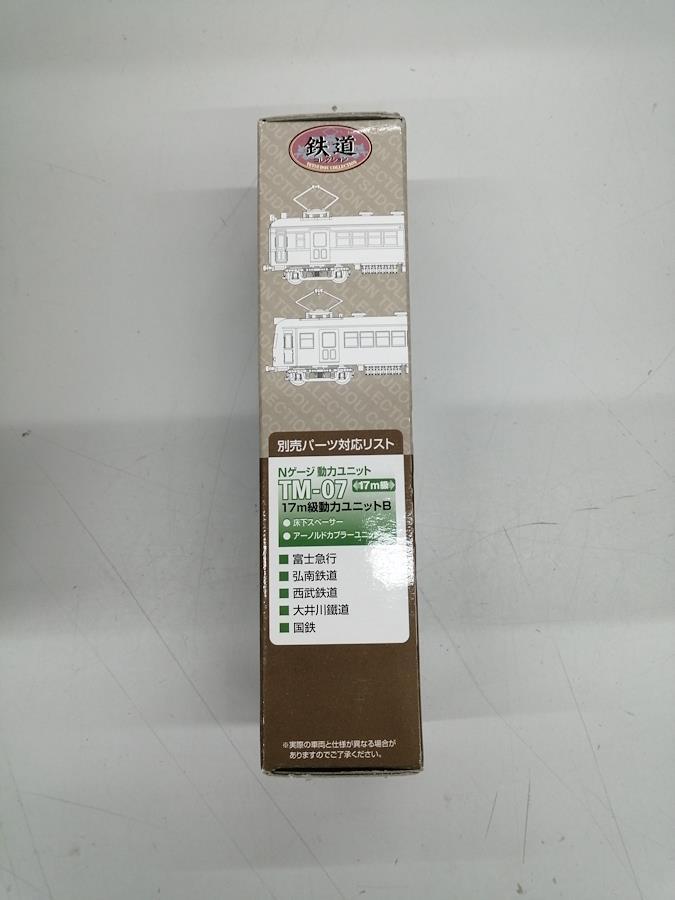 鉄道
コレクション
TETSUDOU COLLECTION
別売パーツ対応リスト
Nゲージ 動力ユニット
TM-07 17m級
17m級動力ユニットB
● 床下スペーサー
● アーノルドカプラーユニット
■ 富士急行
■ 弘南鉄道
■ 西武鉄道
■ 大井川鐵道
■ 国鉄
※実際の車両と仕様が異なる場合が
ありますのでご了承ください。